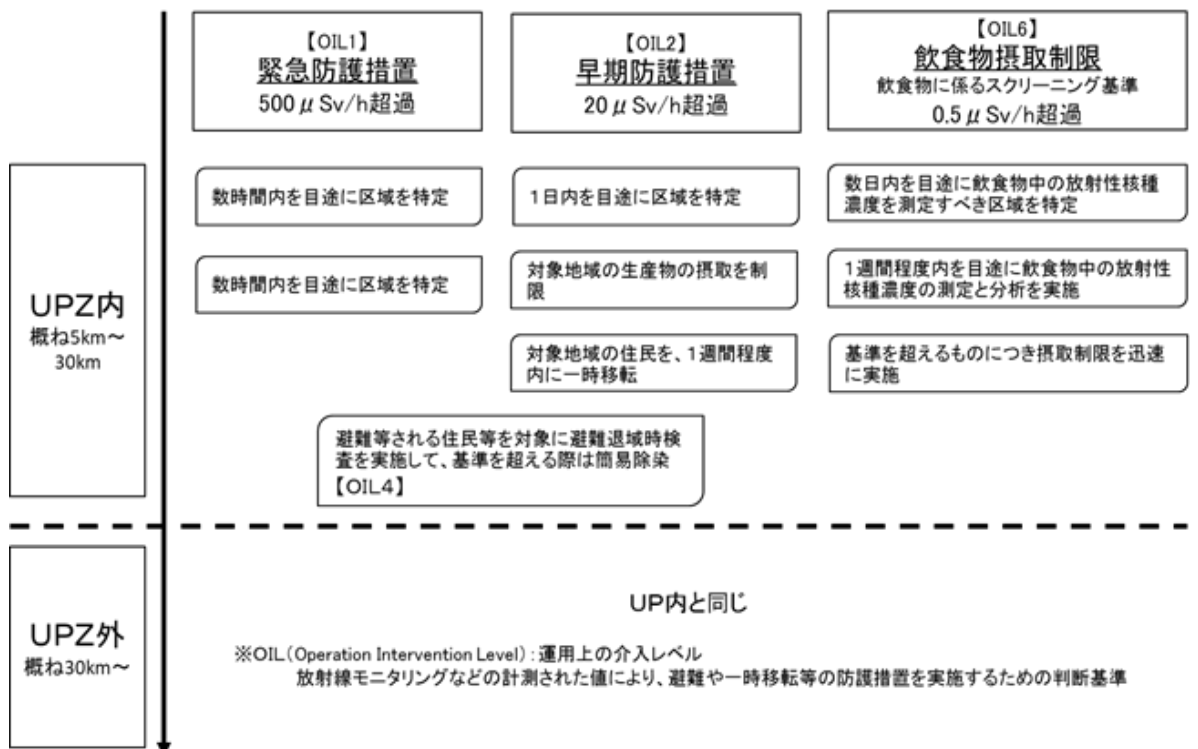 【OIL1】
緊急防護措置
500μSv/h超過
【OIL2】
早期防護措置
20μSv/h超過
【OIL6】
飲食物摂取制限
飲食物に係るスクリーニング基準
0.5μSv/h超過
UPZ内
概ね5km～
30km
数時間内を目途に区域を特定
1日内を目途に区域を特定
数日内を目途に飲食物中の放射性核種
濃度を測定すべき区域を特定
数時間内を目途に区域を特定
対象地域の生産物の摂取を制
限
1週間程度内を目途に飲食物中の放射性
核種濃度の測定と分析を実施
対象地域の住民を、1週間程度
内に一時移転
基準を超えるものにつき摂取制限を迅速
に実施
避難等される住民等を対象に避難退域時検
査を実施して、基準を超える際は簡易除染
【OIL4】
UPZ外
概ね30km～
UP内と同じ
※OIL(Operation Intervention Level)：運用上の介入レベル
放射線モニタリングなどの計測された値により、避難や一時移転等の防護措置を実施するための判断基準